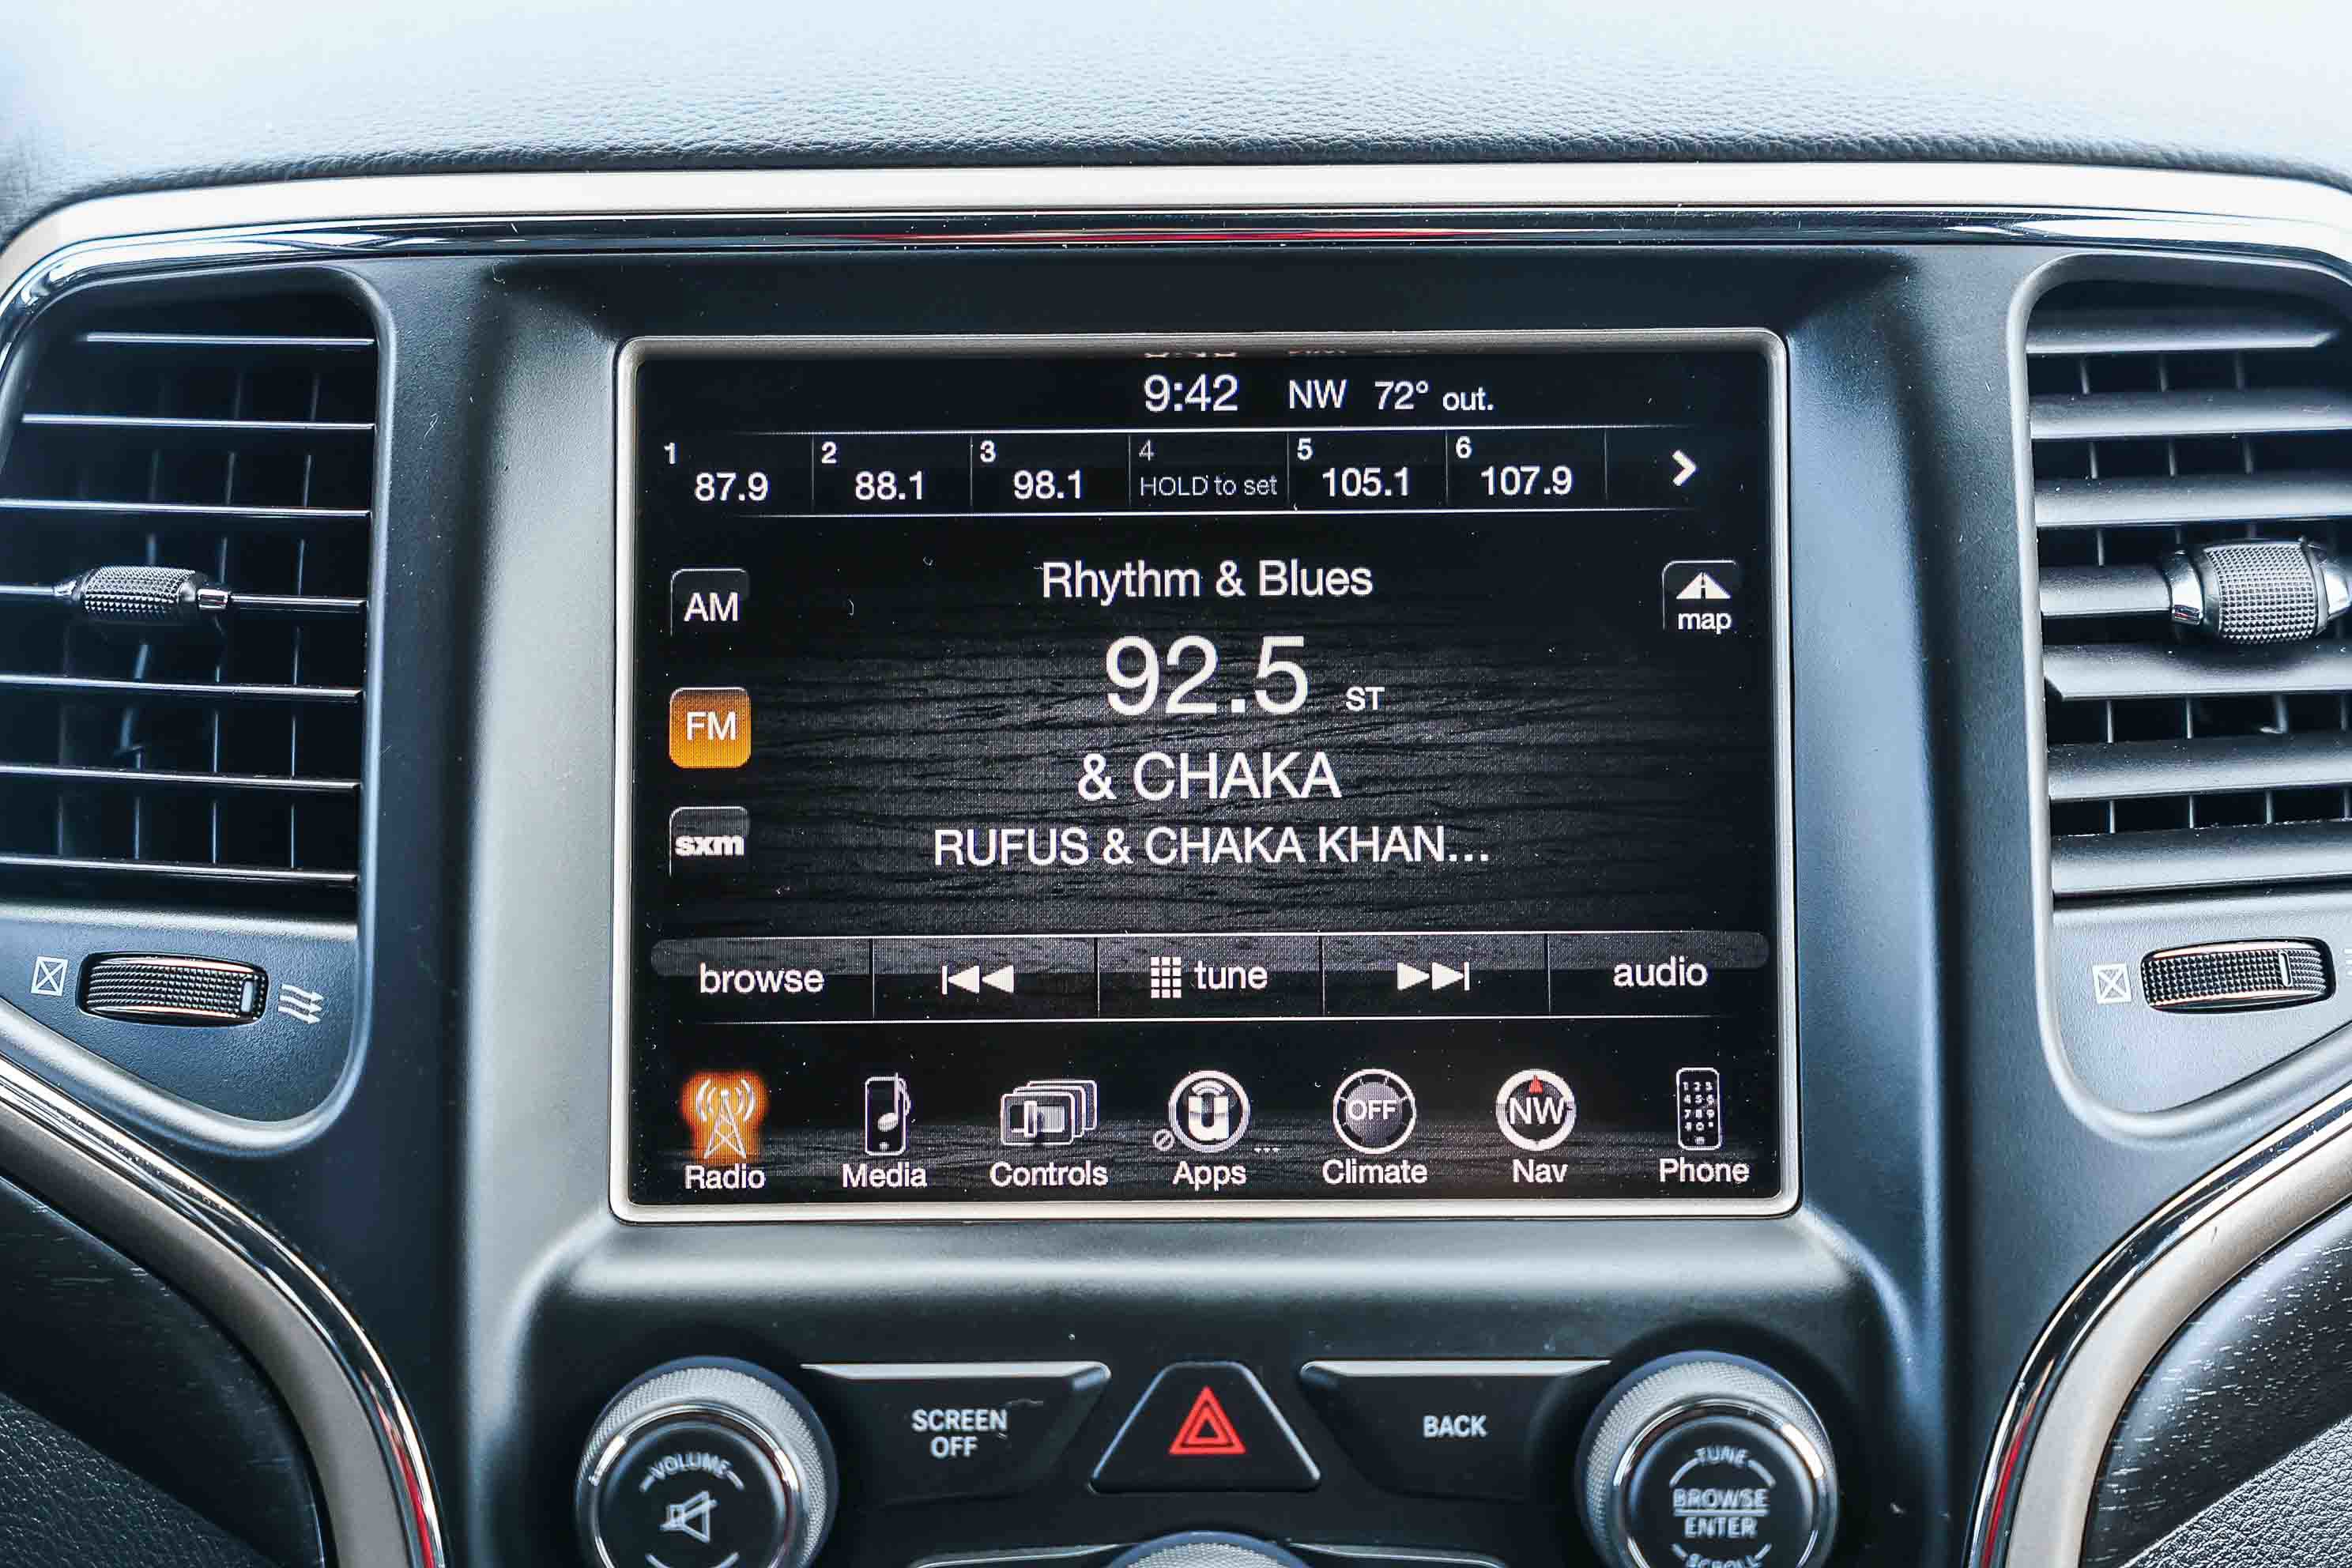 9:42 NW 72° out.
1 87.9 2 88.1 3 98.1 4 HOLD to set 5 105.1 6 107.9
Rhythm & Blues
AM
map
92.5 ST
FM
& CHAKA
sxm
RUFUS & CHAKA KHAN...
browse tune audio
OFF NW
Radio Media Controls Apps ... Climate Nav Phone
SCREEN
OFF
BACK
VOLUME
TUNE
BROWSE
ENTER
SCROLL